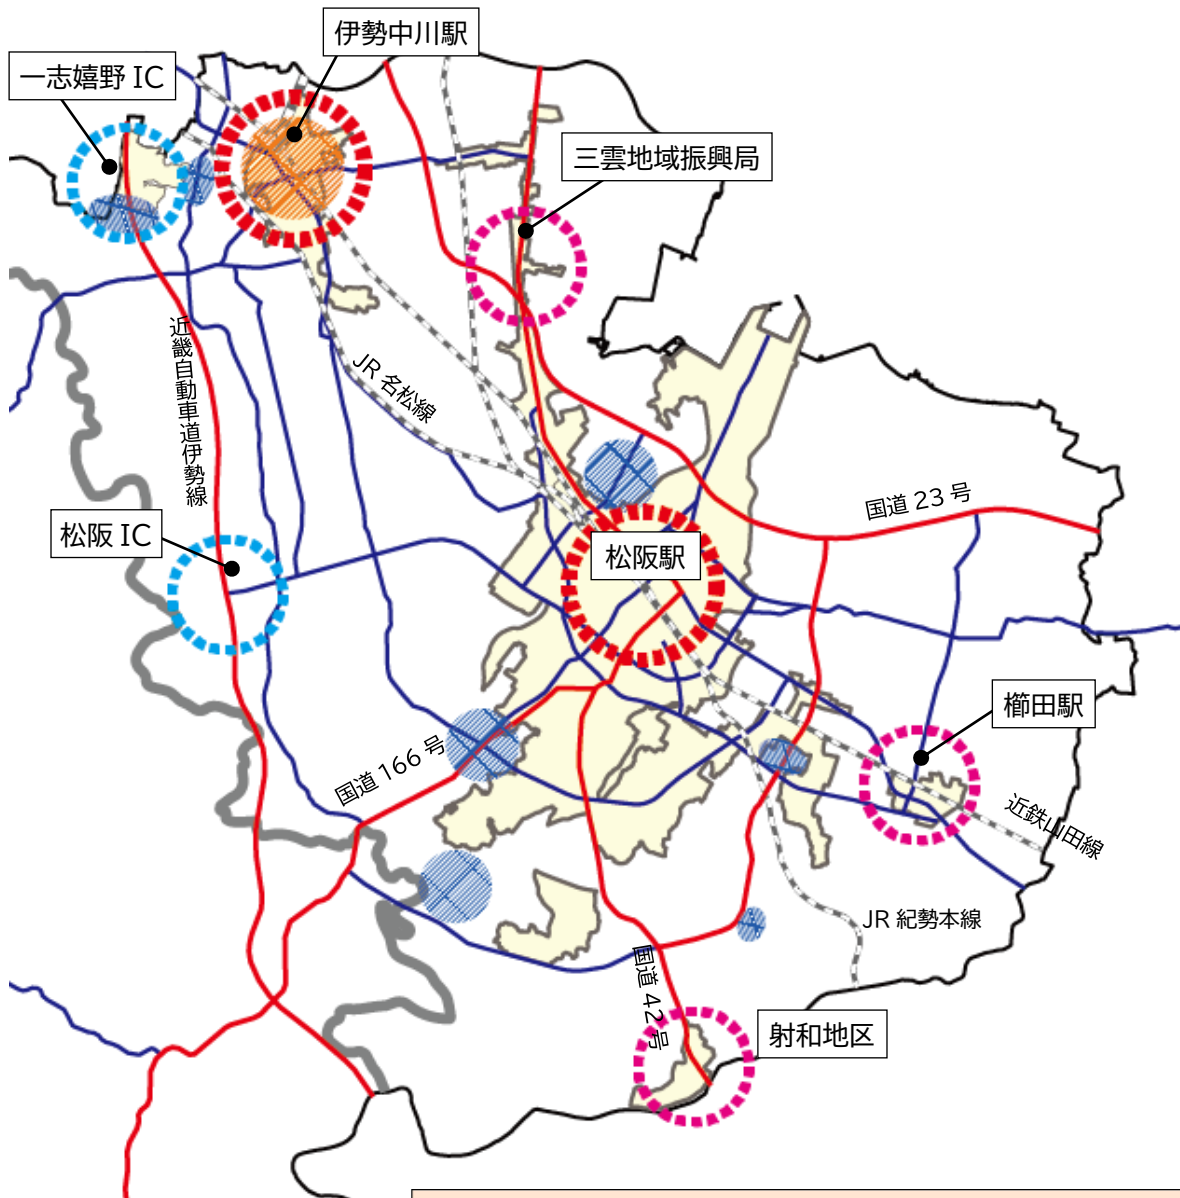 伊勢中川駅
一志嬉野 IC
三雲地域振興局
近畿自動車道伊勢線
JR 名松線
国道 23 号
松阪 IC
松阪駅
櫛田駅
国道 166 号
近鉄山田線
JR 紀勢本線
国道 42 号
射和地区